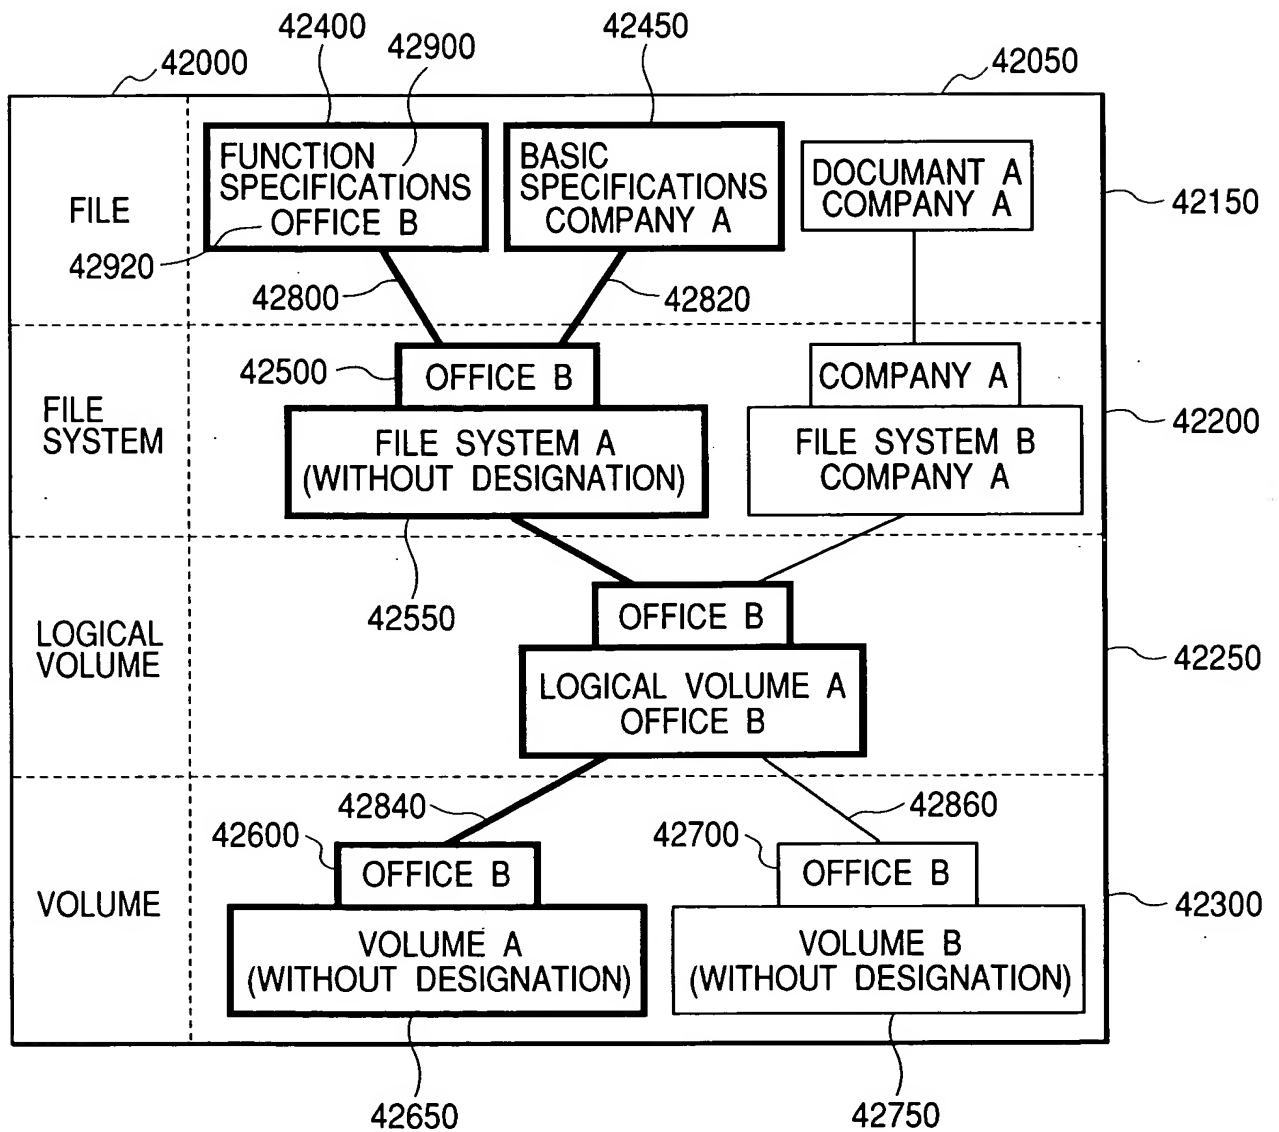 42400
42450
42000
42900
42050
FUNCTION
SPECIFICATIONS
OFFICE B
BASIC
SPECIFICATIONS
COMPANY A
DOCUMANT A
COMPANY A
FILE
42150
42920
42800
42820
42500
OFFICE B
COMPANY A
FILE
SYSTEM
FILE SYSTEM A
(WITHOUT DESIGNATION)
FILE SYSTEM B
COMPANY A
42200
42550
OFFICE B
LOGICAL
VOLUME
LOGICAL VOLUME A
OFFICE B
42250
42840
42860
42600
42700
OFFICE B
OFFICE B
VOLUME
42300
VOLUME A
(WITHOUT DESIGNATION)
VOLUME B
(WITHOUT DESIGNATION)
42650
42750